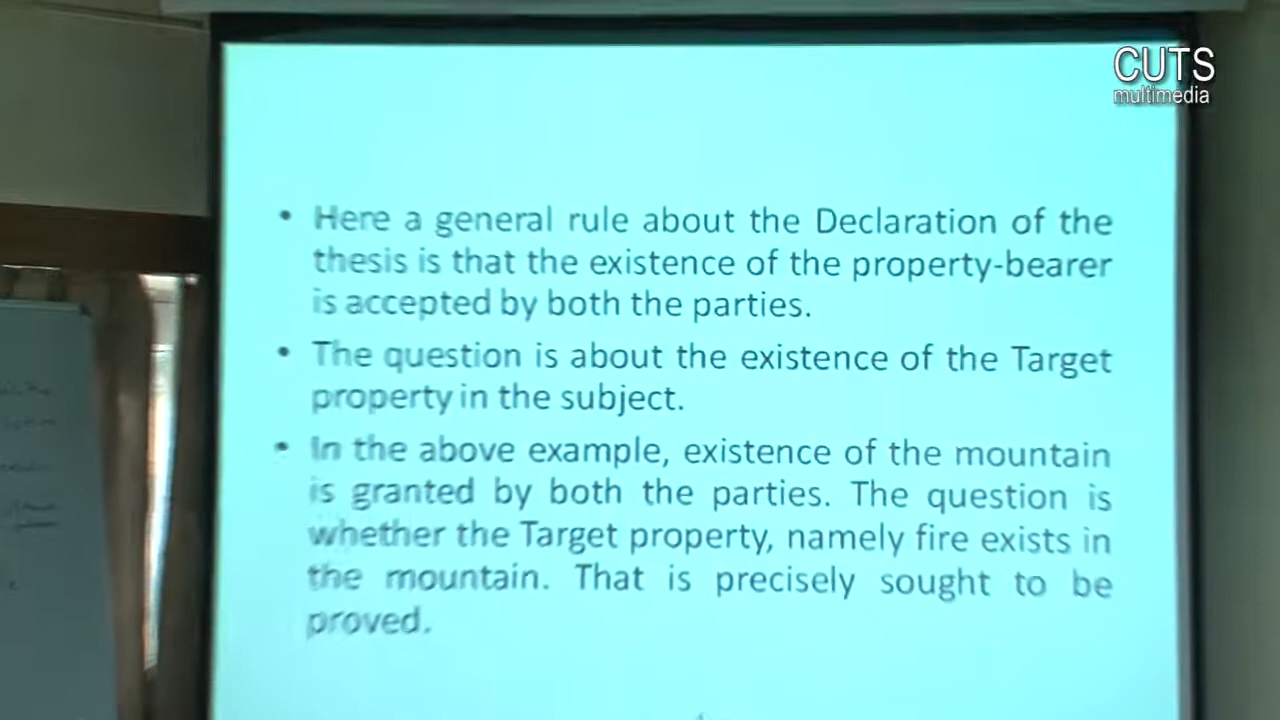 CUTS
multimedia
• Here a general rule about the Declaration of the
thesis is that the existence of the property-bearer
is accepted by both the parties.
• The question is about the existence of the Target
property in the subject.
• In the above example, existence of the mountain
is granted by both the parties. The question is
whether the Target property, namely fire exists in
the mountain. That is precisely sought to be
proved.